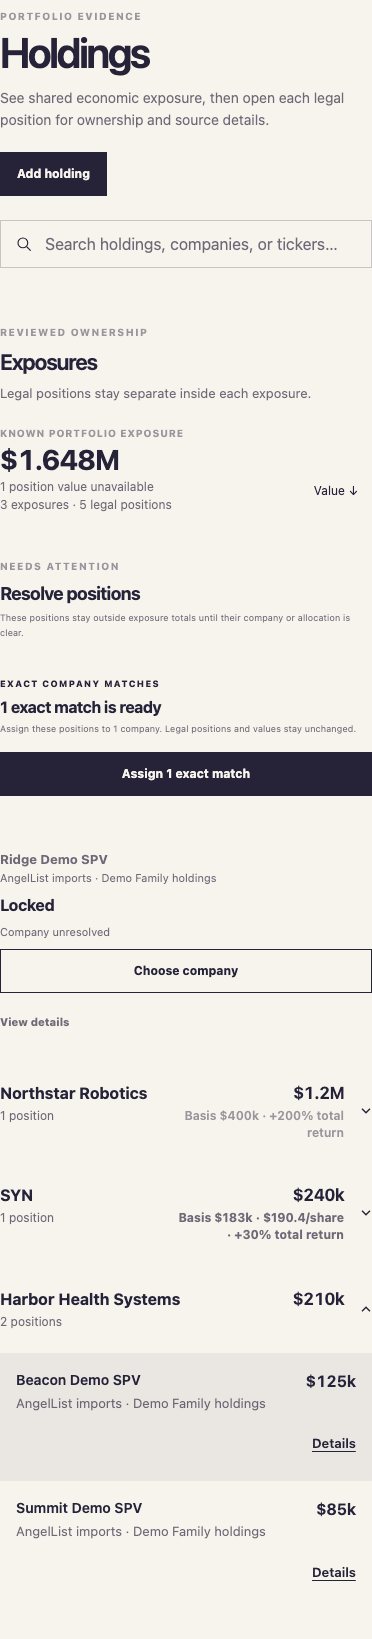 PORTFOLIO EVIDENCE
Holdings
See shared economic exposure, then open each legal
position for ownership and source details.
Add holding
Search holdings, companies, or tickers...
REVIEWED OWNERSHIP
Exposures
Legal positions stay separate inside each exposure.
KNOWN PORTFOLIO EXPOSURE
$1.648M
1 position value unavailable
3 exposures · 5 legal positions
Value ↓
NEEDS ATTENTION
Resolve positions
These positions stay outside exposure totals until their company or allocation is
clear.
EXACT COMPANY MATCHES
1 exact match is ready
Assign these positions to 1 company. Legal positions and values stay unchanged.
Assign 1 exact match
Ridge Demo SPV
AngelList imports · Demo Family holdings
Locked
Company unresolved
Choose company
View details
Northstar Robotics
$1.2M
1 position
Basis $400k · +200% total
return
SYN
$240k
1 position
Basis $183k · $190.4/share
· +30% total return
Harbor Health Systems
$210k
2 positions
Beacon Demo SPV
$125k
AngelList imports · Demo Family holdings
Details
Summit Demo SPV
$85k
AngelList imports · Demo Family holdings
Details